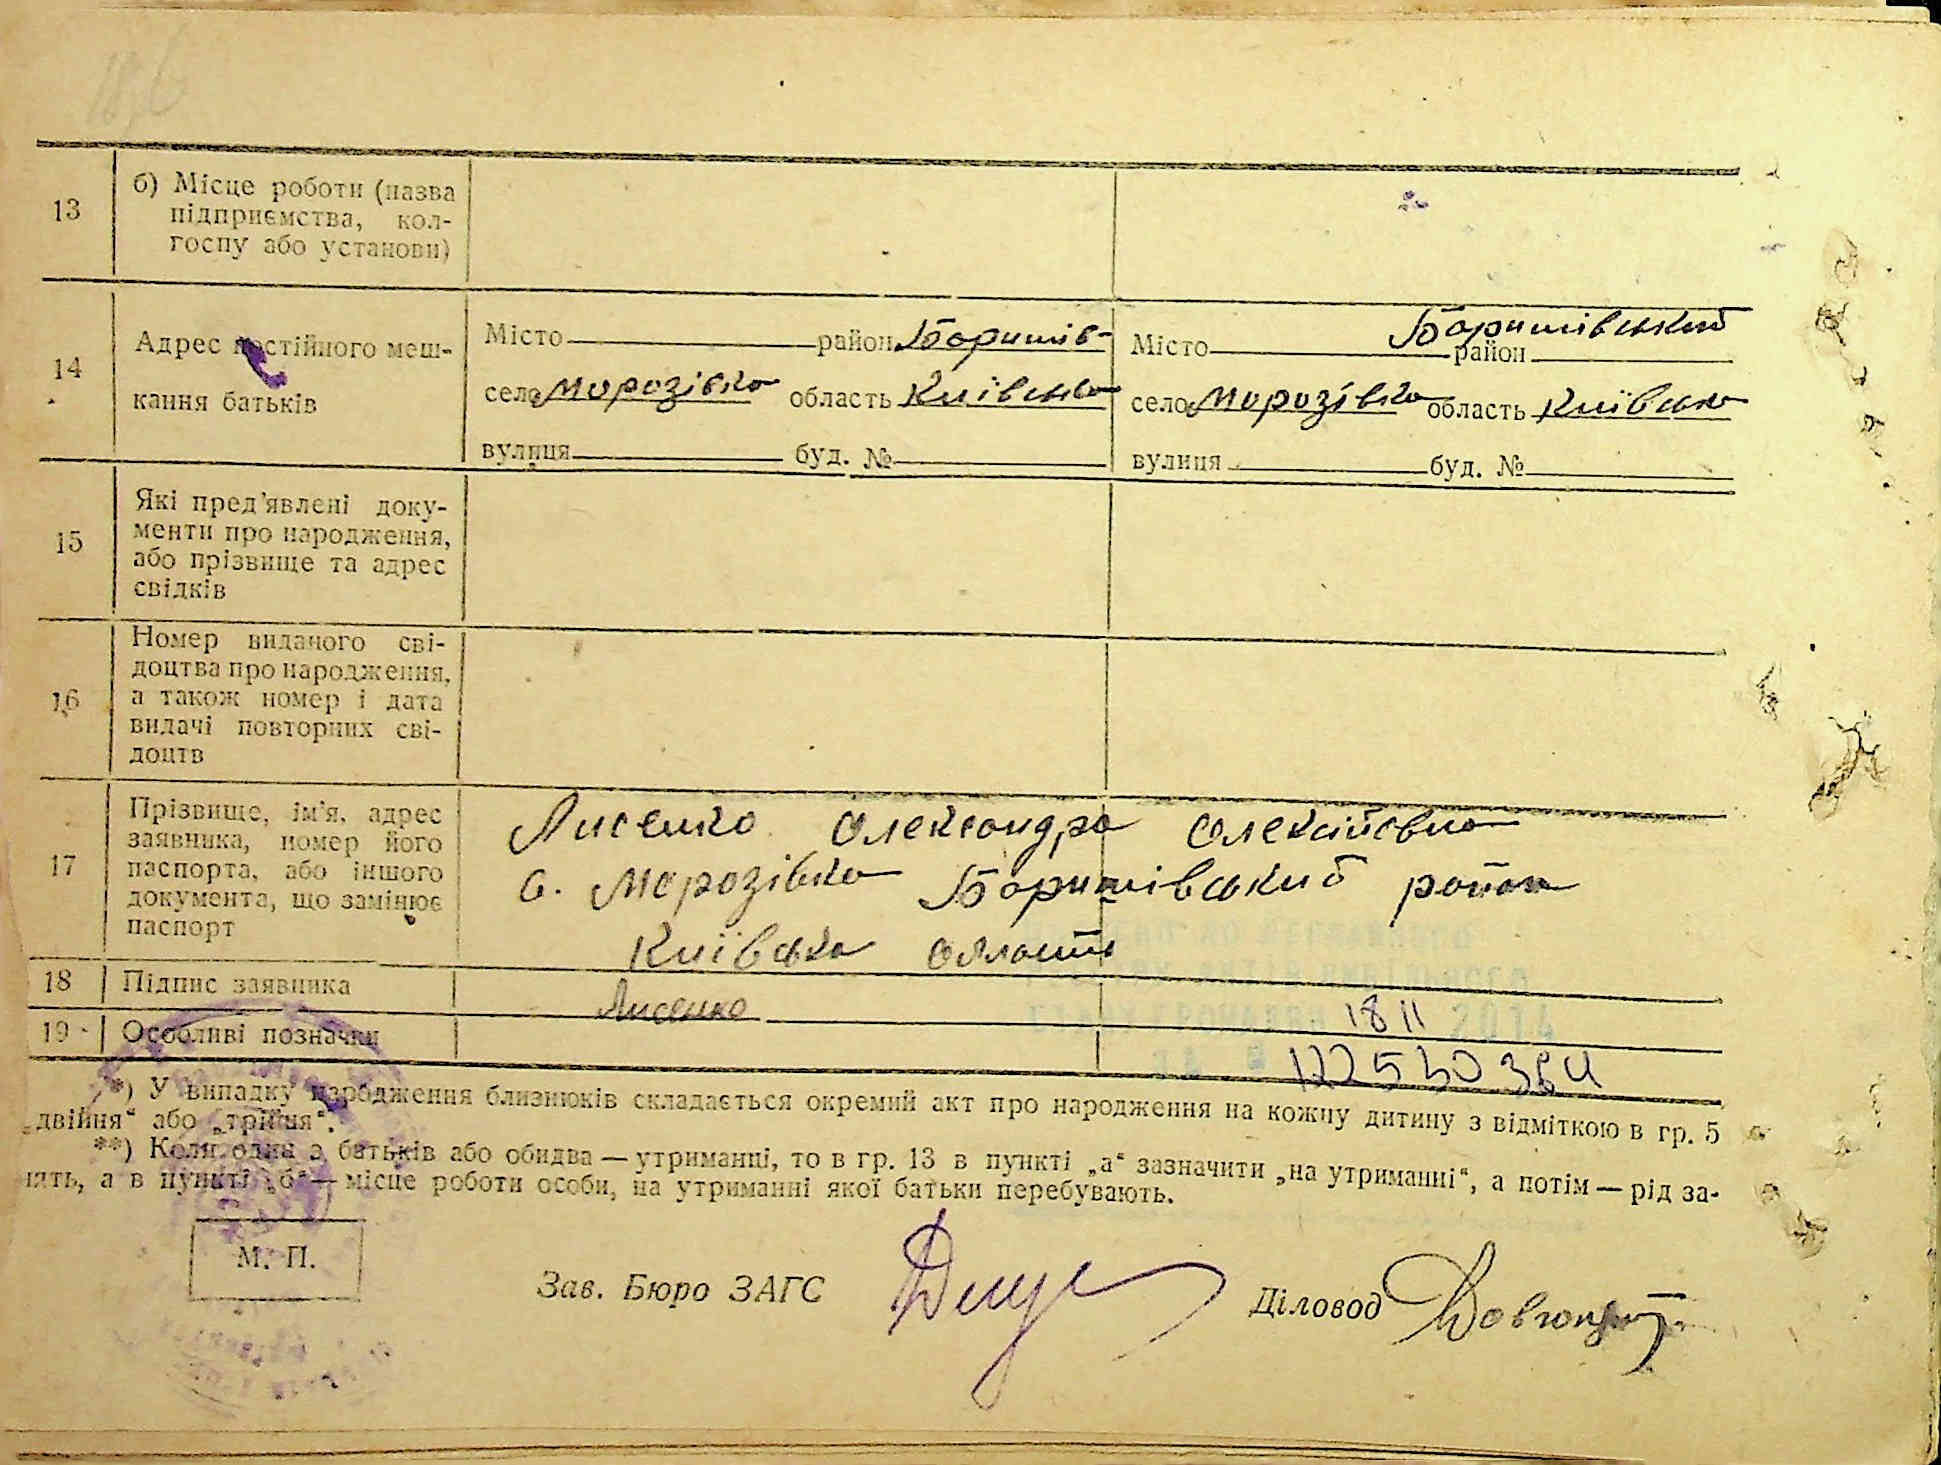 13
б) Місце роботи (назва
підприємства, кол-
госпу або установи)
14
Адрес постійного меш-
кання батьків
Місто район Боришів-
село Морозівка область Київська
вулиця буд. №
Місто район Боришівський
село Морозівка область Київська
вулиця буд. №
15
Які пред'явлені доку-
менти про народження,
або прізвище та адрес
свідків
16
Номер виданого сві-
доцтва про народження,
а також номер і дата
видачі повторних сві-
доцтв
17
Прізвище, ім'я, адрес
заявника, номер його
паспорта, або іншого
документа, що замінює
паспорт
Лисенко Олександра Олексіївна
с. Морозівка Боришівський район
Київська область
18 Підпис заявника
Лисенко
19 Особливі позначки
18 11 2014
*) У випадку народження близнюків складається окремий акт про народження на кожну дитину з відміткою в гр. 5
„двійня“ або „трійня“.
**) Коли один з батьків або обидва — утриманці, то в гр. 13 в пункті „а“ зазначити „на утриманні“, а потім — рід за-
нять, а в пункті „б“ — місце роботи особи, на утриманні якої батьки перебувають.
М. П.
Зав. Бюро ЗАГС
Діловод